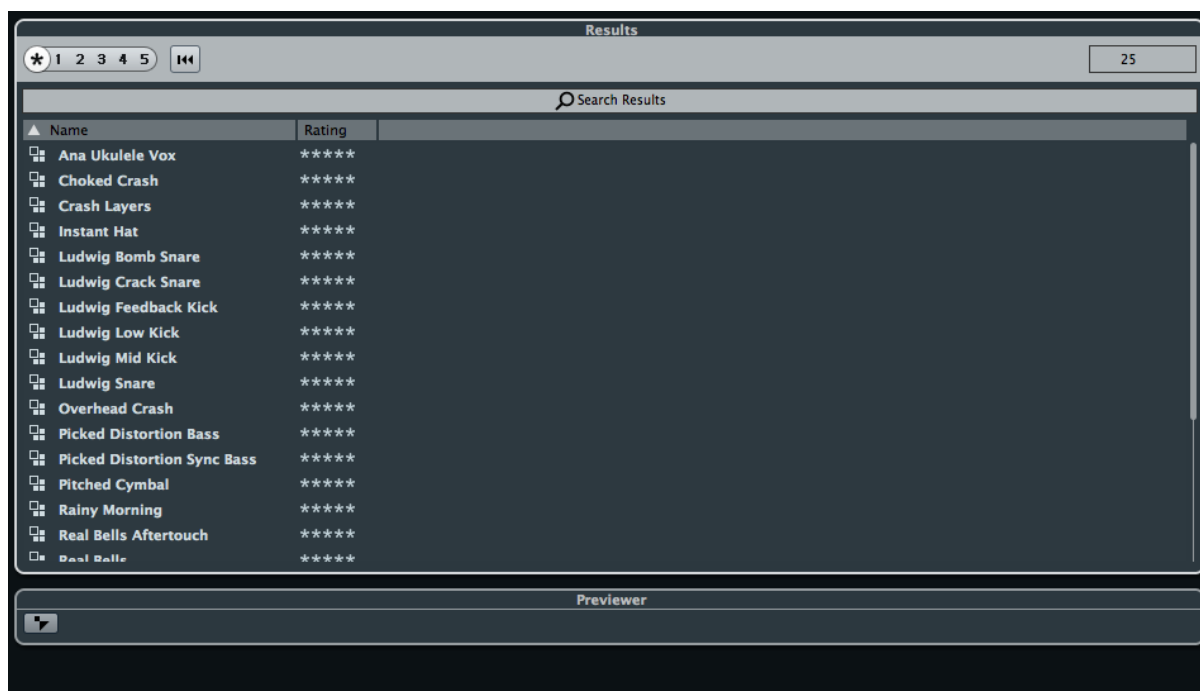 Results
* 1 2 3 4 5 25
Search Results
Name Rating
Ana Ukulele Vox *****
Choked Crash *****
Crash Layers *****
Instant Hat *****
Ludwig Bomb Snare *****
Ludwig Crack Snare *****
Ludwig Feedback Kick *****
Ludwig Low Kick *****
Ludwig Mid Kick *****
Ludwig Snare *****
Overhead Crash *****
Picked Distortion Bass *****
Picked Distortion Sync Bass *****
Pitched Cymbal *****
Rainy Morning *****
Real Bells Aftertouch *****
Real Bells *****
Previewer